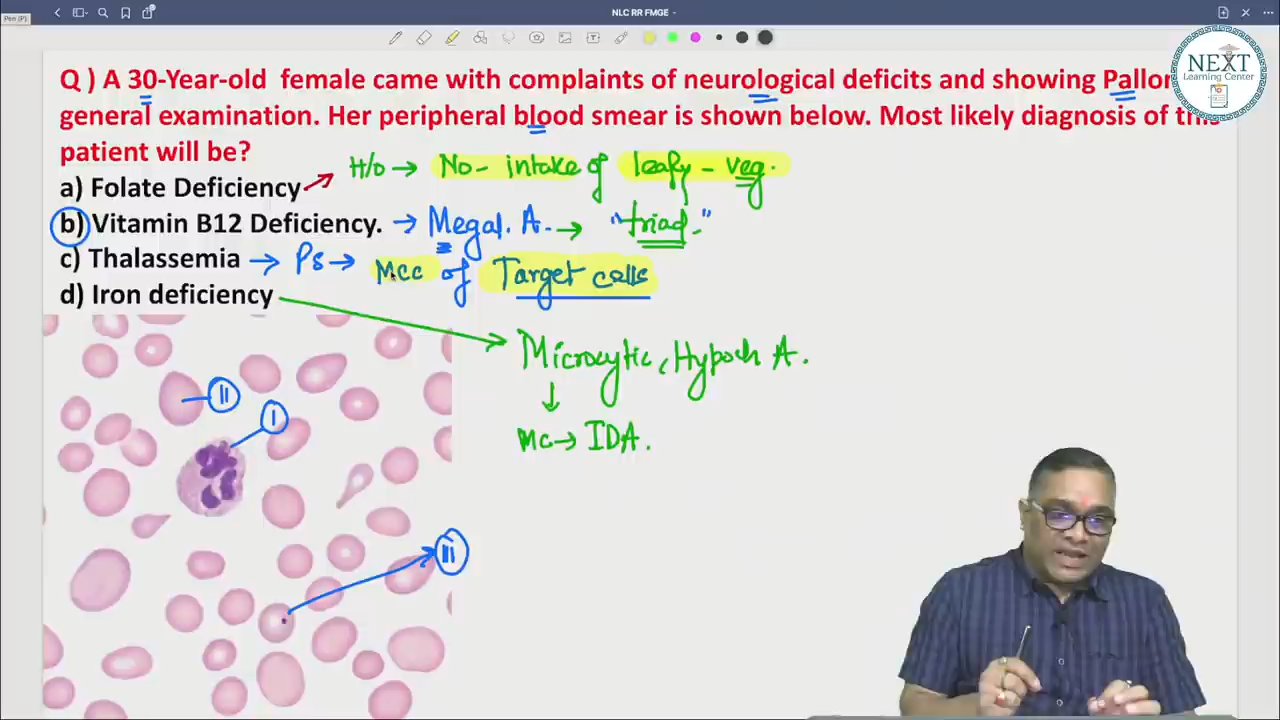 NLC RR FMGE
Pen (P)
NEXT
Learning Center
Q ) A 30-Year-old female came with complaints of neurological deficits and showing Pallor
general examination. Her peripheral blood smear is shown below. Most likely diagnosis of this
patient will be?
H/o → No - intake of leafy - veg.
a) Folate Deficiency
b) Vitamin B12 Deficiency. → Megal. A. → "triad."
c) Thalassemia → PS → MCC of Target cells
d) Iron deficiency
Microcytic, Hypoch A.
↓
MC → IDA.
II
I
III